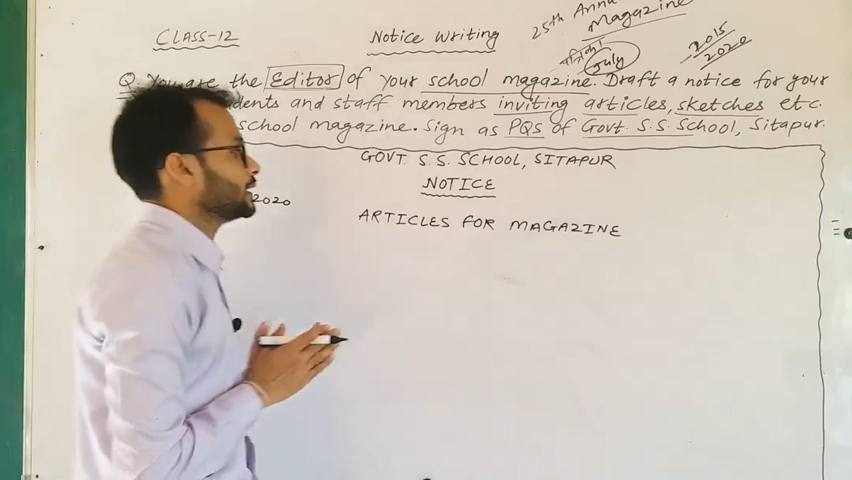 CLASS-12
Notice Writing
25th Annu
Magazine
पत्रिका
July
2015
2020
Q. You are the Editor of your school magazine. Draft a notice for your
udents and staff members inviting articles, sketches etc.
school magazine. Sign as PQS of Govt. S.S. School, Sitapur.
GOVT. S.S. SCHOOL, SITAPUR
NOTICE
2020
ARTICLES FOR MAGAZINE